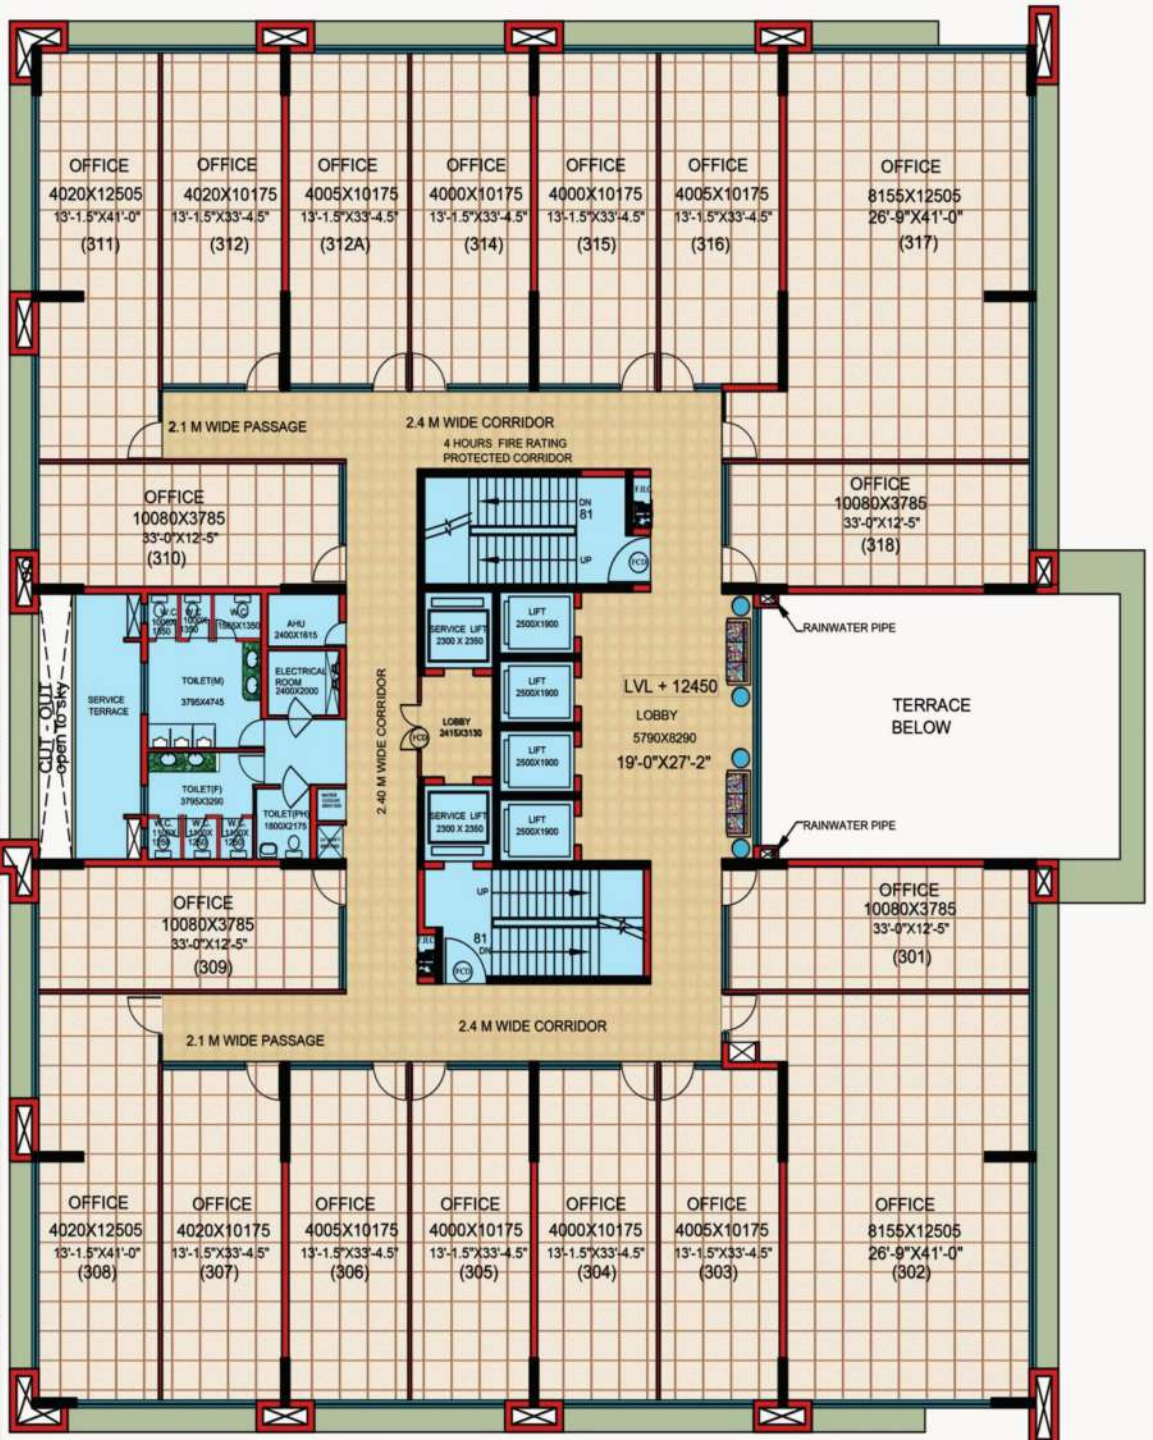 OFFICE
4020X12505
13'-1.5"X41'-0"
(311)
OFFICE
4020X10175
13'-1.5"X33'-4.5"
(312)
OFFICE
4005X10175
13'-1.5"X33'-4.5"
(312A)
OFFICE
4000X10175
13'-1.5"X33'-4.5"
(314)
OFFICE
4000X10175
13'-1.5"X33'-4.5"
(315)
OFFICE
4005X10175
13'-1.5"X33'-4.5"
(316)
OFFICE
8155X12505
26'-9"X41'-0"
(317)
2.1 M WIDE PASSAGE
2.4 M WIDE CORRIDOR
4 HOURS FIRE RATING
PROTECTED CORRIDOR
OFFICE
10080X3785
33'-0"X12'-5"
(310)
DN
81
UP
FCD
OFFICE
10080X3785
33'-0"X12'-5"
(318)
CUT - OUT
open to sky
SERVICE
TERRACE
W.C
W.C
W.C
TOILET(M)
3795X4745
AHU
2400X1615
ELECTRICAL
ROOM
2400X2000
TOILET(F)
3795X3290
W.C.
1100X
1250
W.C.
1100X
1250
W.C.
1100X
1250
TOILET(PH)
1800X2175
2.40 M WIDE CORRIDOR
SERVICE LIFT
2300 X 2350
LOBBY
2415X3130
FCD
SERVICE LIFT
2300 X 2350
LIFT
2500X1900
LIFT
2500X1900
LIFT
2500X1900
LIFT
2500X1900
LVL + 12450
LOBBY
5790X8290
19'-0"X27'-2"
RAINWATER PIPE
TERRACE
BELOW
RAINWATER PIPE
OFFICE
10080X3785
33'-0"X12'-5"
(309)
UP
81
DN
FCD
OFFICE
10080X3785
33'-0"X12'-5"
(301)
2.1 M WIDE PASSAGE
2.4 M WIDE CORRIDOR
OFFICE
4020X12505
13'-1.5"X41'-0"
(308)
OFFICE
4020X10175
13'-1.5"X33'-4.5"
(307)
OFFICE
4005X10175
13'-1.5"X33'-4.5"
(306)
OFFICE
4000X10175
13'-1.5"X33'-4.5"
(305)
OFFICE
4000X10175
13'-1.5"X33'-4.5"
(304)
OFFICE
4005X10175
13'-1.5"X33'-4.5"
(303)
OFFICE
8155X12505
26'-9"X41'-0"
(302)